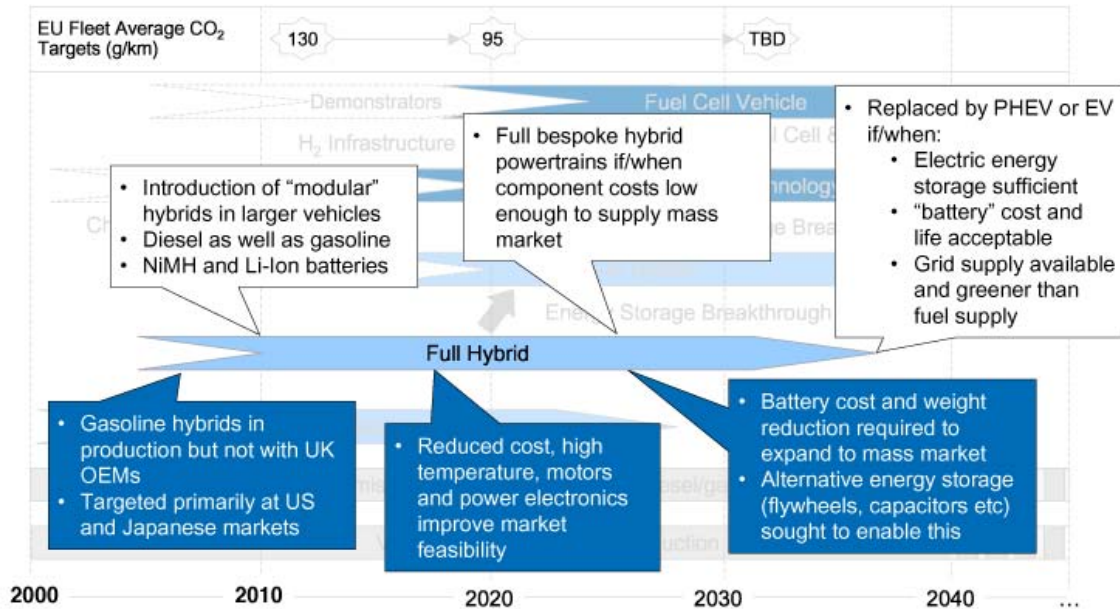 EU Fleet Average CO2
Targets (g/km)
130
95
TBD
Demonstrators
Fuel Cell Vehicle
H2 Infrastructure
Cell &
• Introduction of “modular”
hybrids in larger vehicles
• Diesel as well as gasoline
• NiMH and Li-Ion batteries
• Full bespoke hybrid
powertrains if/when
component costs low
enough to supply mass
market
• Replaced by PHEV or EV
if/when:
• Electric energy
storage sufficient
• “battery” cost and
life acceptable
• Grid supply available
and greener than
fuel supply
Energy Storage Breakthrough
Full Hybrid
• Gasoline hybrids in
production but not with UK
OEMs
• Targeted primarily at US
and Japanese markets
• Reduced cost, high
temperature, motors
and power electronics
improve market
feasibility
• Battery cost and weight
reduction required to
expand to mass market
• Alternative energy storage
(flywheels, capacitors etc)
sought to enable this
2000
2010
2020
2030
2040
...